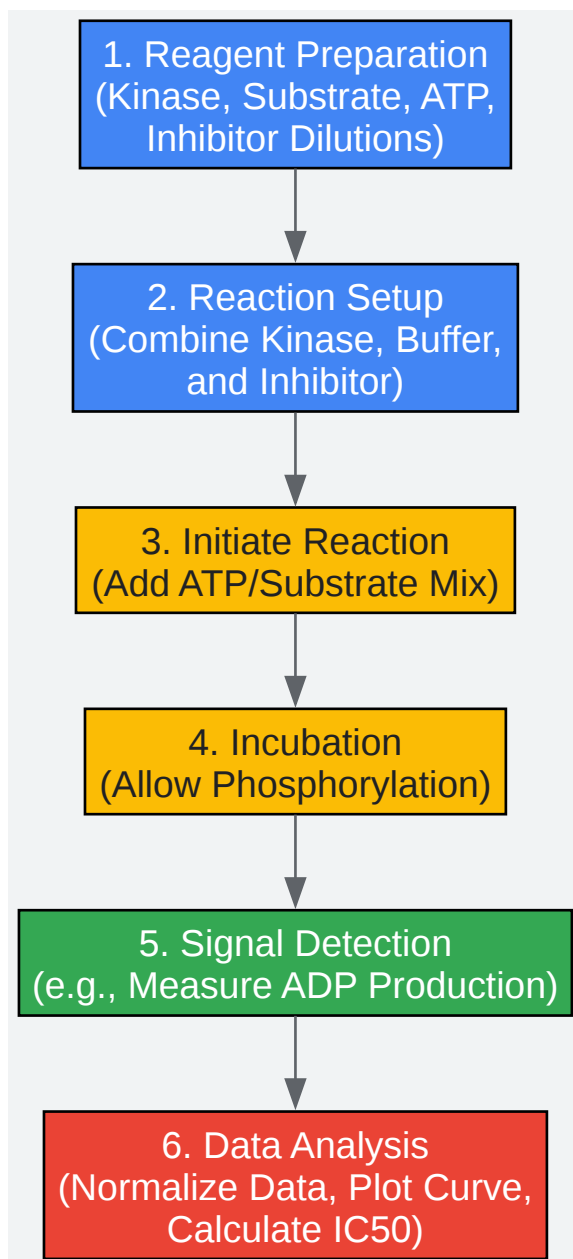 1. Reagent Preparation
(Kinase, Substrate, ATP,
Inhibitor Dilutions)
2. Reaction Setup
(Combine Kinase, Buffer,
and Inhibitor)
3. Initiate Reaction
(Add ATP/Substrate Mix)
4. Incubation
(Allow Phosphorylation)
5. Signal Detection
(e.g., Measure ADP Production)
6. Data Analysis
(Normalize Data, Plot Curve,
Calculate IC50)